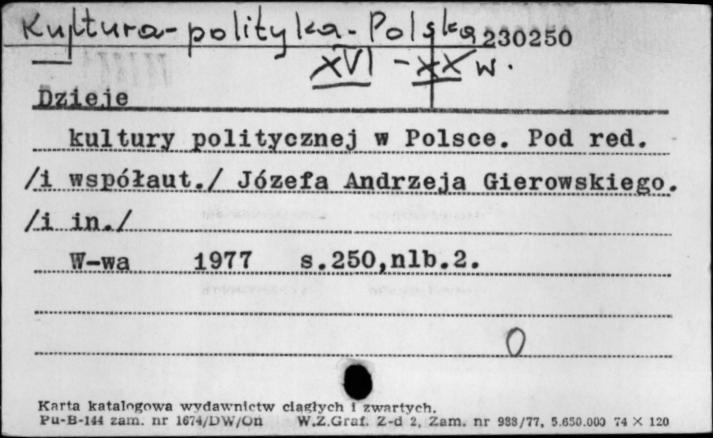 Kultura-polityka-Polska 230250
XVI-XX w.
Dzieje
kultury politycznej w Polsce. Pod red.
/i współaut./ Józefa Andrzeja Gierowskiego.
/i in./
W-wa 1977 s.250,nlb.2.
0
Karta katalogowa wydawnictw ciągłych i zwartych.
Pu-B-144 zam. nr 1674/DW/On W.Z.Graf. Z-d 2, Zam. nr 988/77, 5.650.000 74 × 120